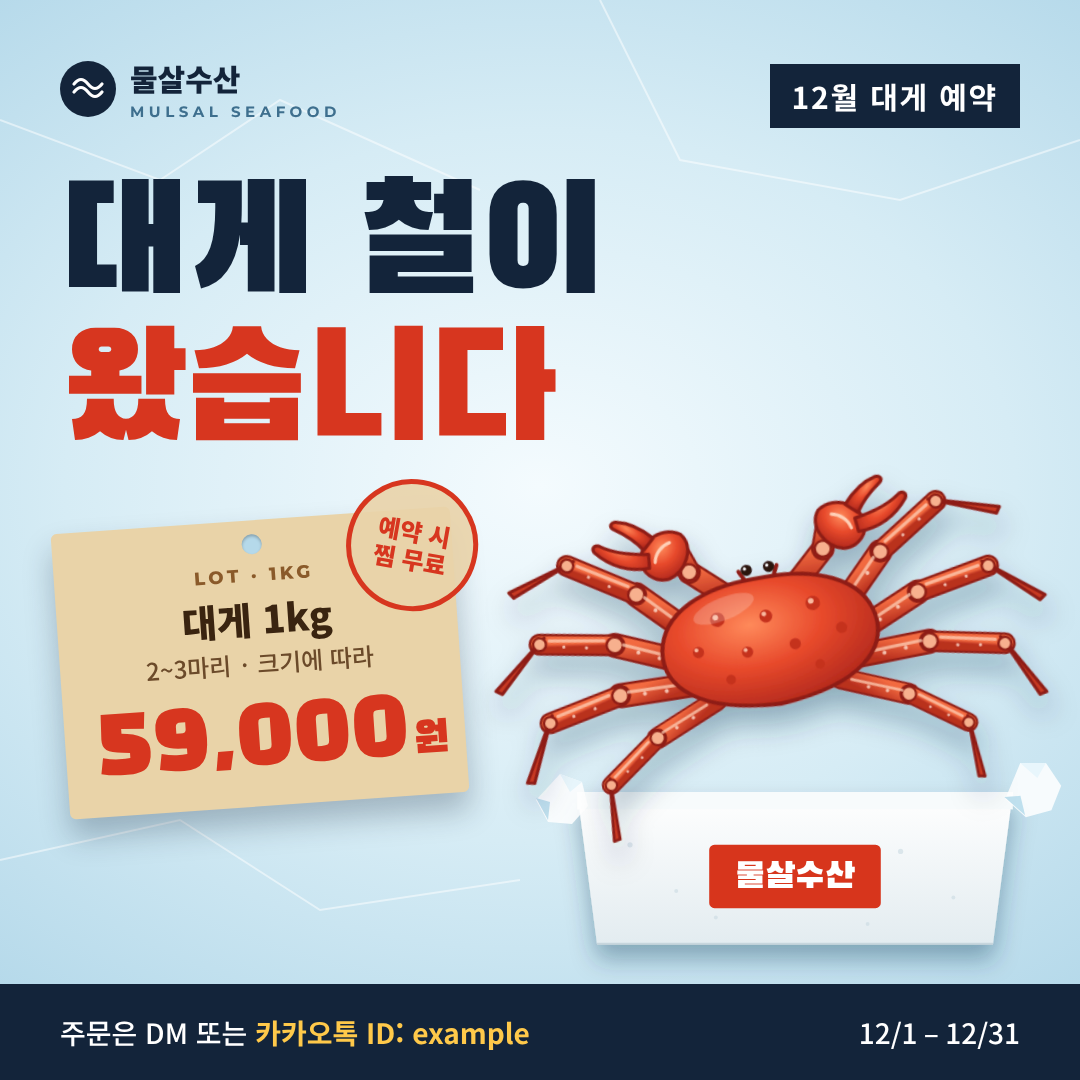 물살수산
MULSAL SEAFOOD
12월 대게 예약
대게 철이
왔습니다
예약 시
찜 무료
LOT · 1KG
대게 1kg
2~3마리 · 크기에 따라
59,000원
물살수산
주문은 DM 또는 카카오톡 ID: example
12/1 – 12/31